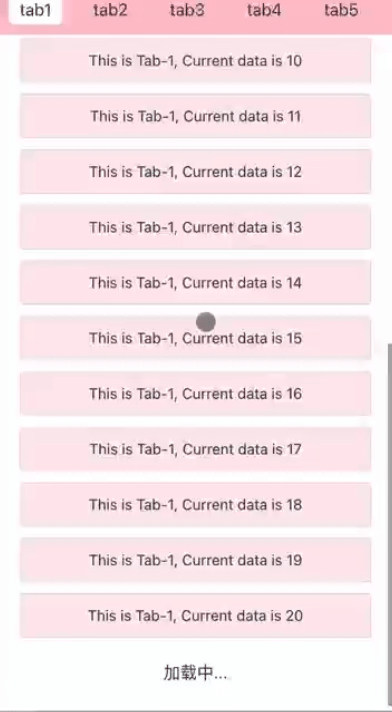 tab1 tab2 tab3 tab4 tab5
This is Tab-1, Current data is 10
This is Tab-1, Current data is 11
This is Tab-1, Current data is 12
This is Tab-1, Current data is 13
This is Tab-1, Current data is 14
This is Tab-1, Current data is 15
This is Tab-1, Current data is 16
This is Tab-1, Current data is 17
This is Tab-1, Current data is 18
This is Tab-1, Current data is 19
This is Tab-1, Current data is 20
加载中...